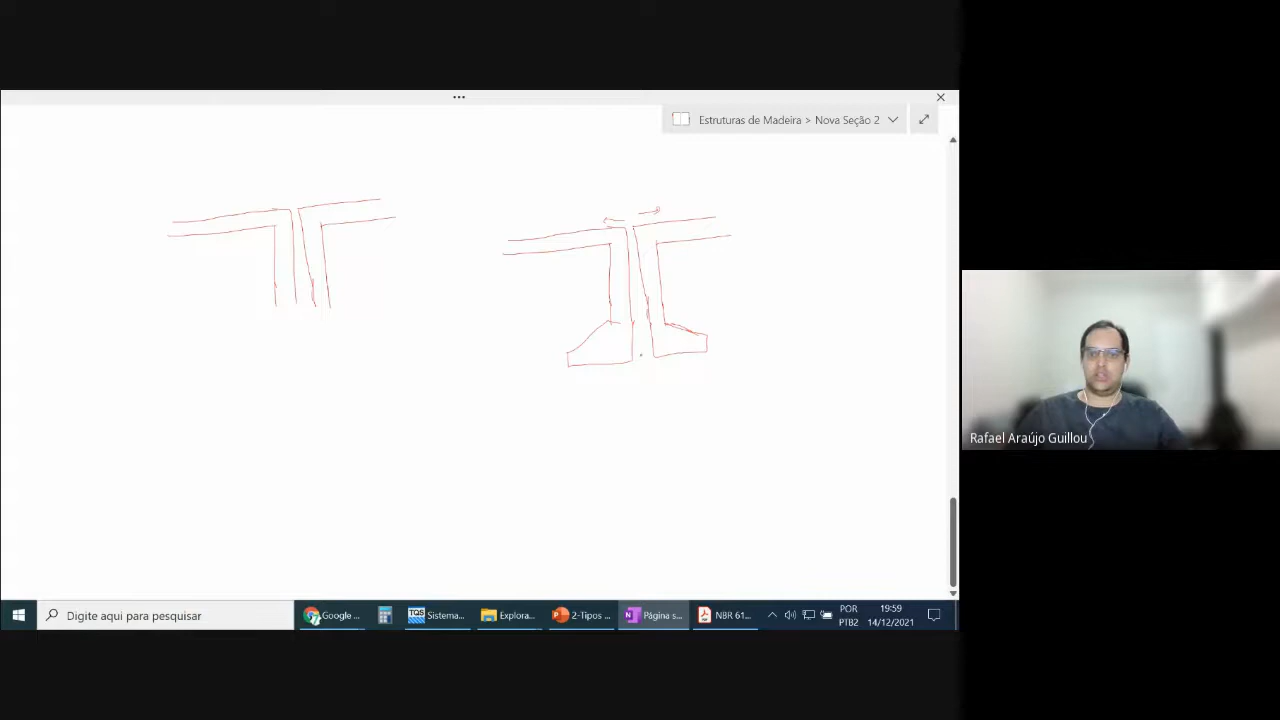 Estruturas de Madeira > Nova Seção 2
Rafael Araújo Guillou
Digite aqui para pesquisar
Google ...
TQS
Sistema...
Explora...
2-Tipos ...
Página s...
NBR 61...
POR
PTB2
19:59
14/12/2021